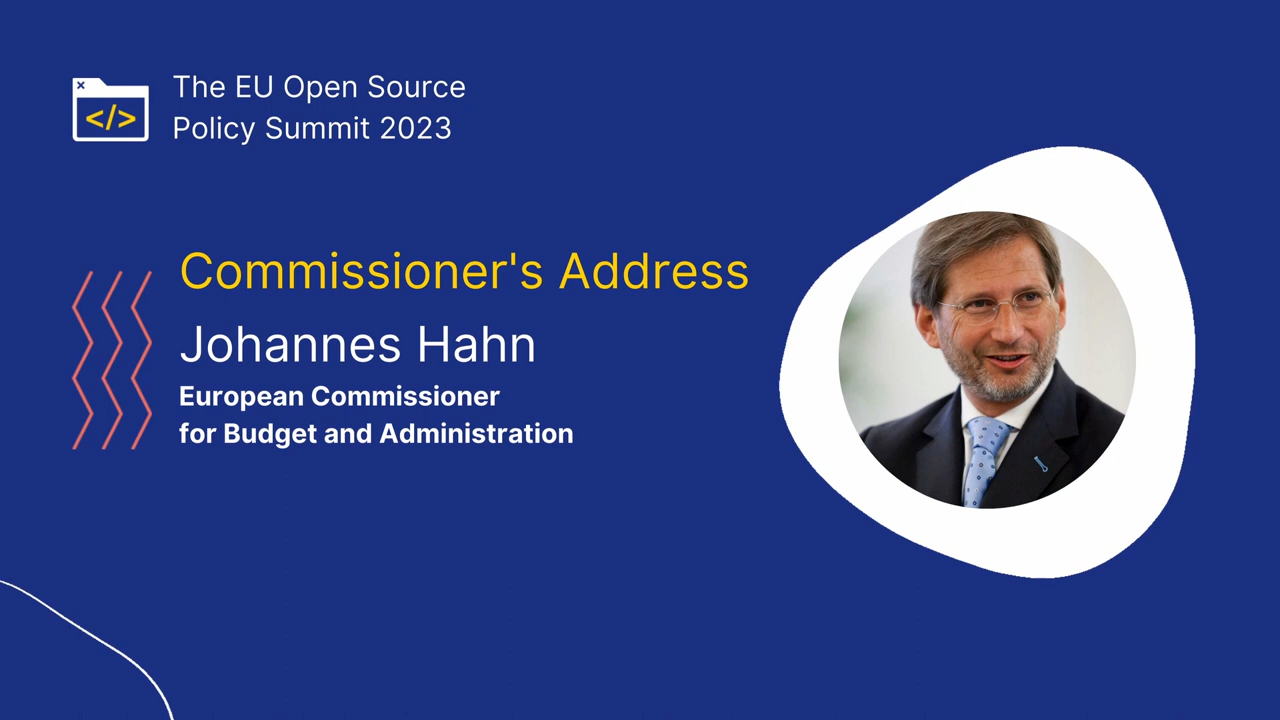 The EU Open Source
Policy Summit 2023
</>
Commissioner's Address
Johannes Hahn
European Commissioner
for Budget and Administration